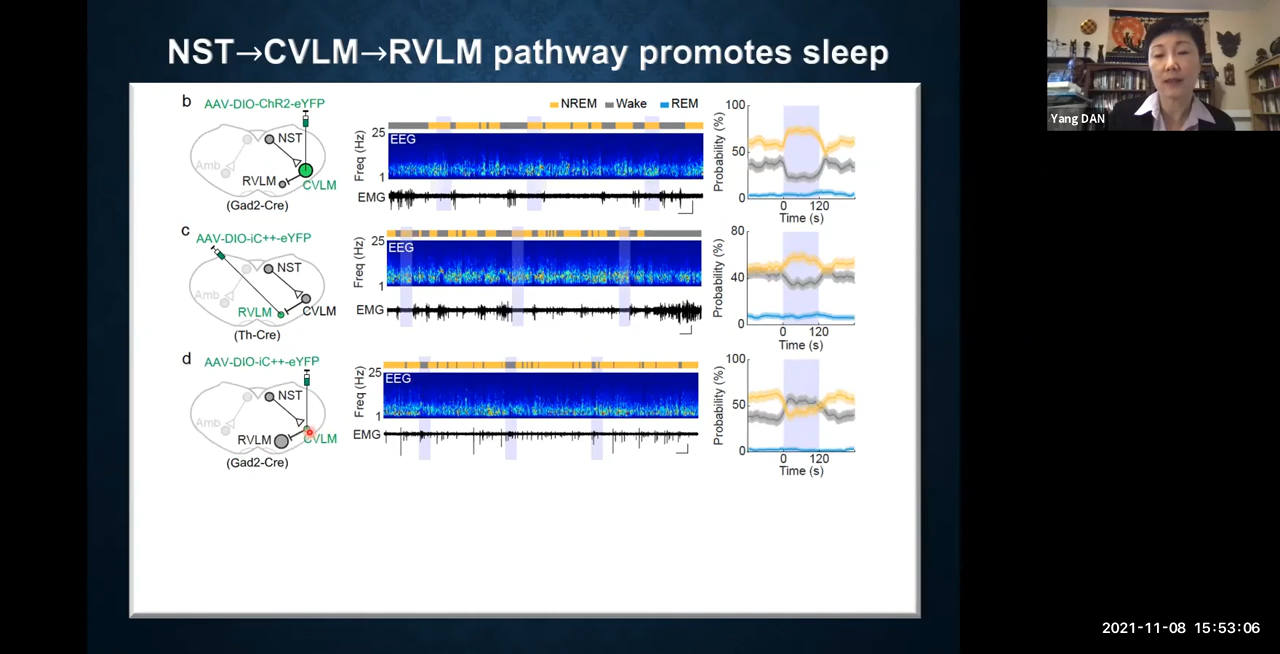 NST→CVLM→RVLM pathway promotes sleep
b
AAV-DIO-ChR2-eYFP
NST
Amb
RVLM
CVLM
(Gad2-Cre)
NREM Wake REM
25
Freq (Hz)
1
EEG
EMG
100
50
0
Probability (%)
0 120
Time (s)
c
AAV-DIO-iC++-eYFP
NST
Amb
RVLM
CVLM
(Th-Cre)
25
Freq (Hz)
1
EEG
EMG
80
40
0
Probability (%)
0 120
Time (s)
d
AAV-DIO-iC++-eYFP
NST
Amb
RVLM
CVLM
(Gad2-Cre)
25
Freq (Hz)
1
EEG
EMG
100
50
0
Probability (%)
0 120
Time (s)
Yang DAN
2021-11-08 15:53:06